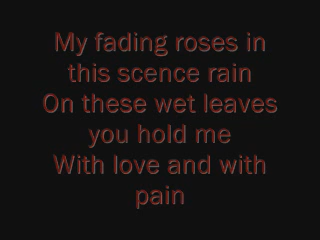 My fading roses in
this scence rain
On these wet leaves
you hold me
With love and with
pain